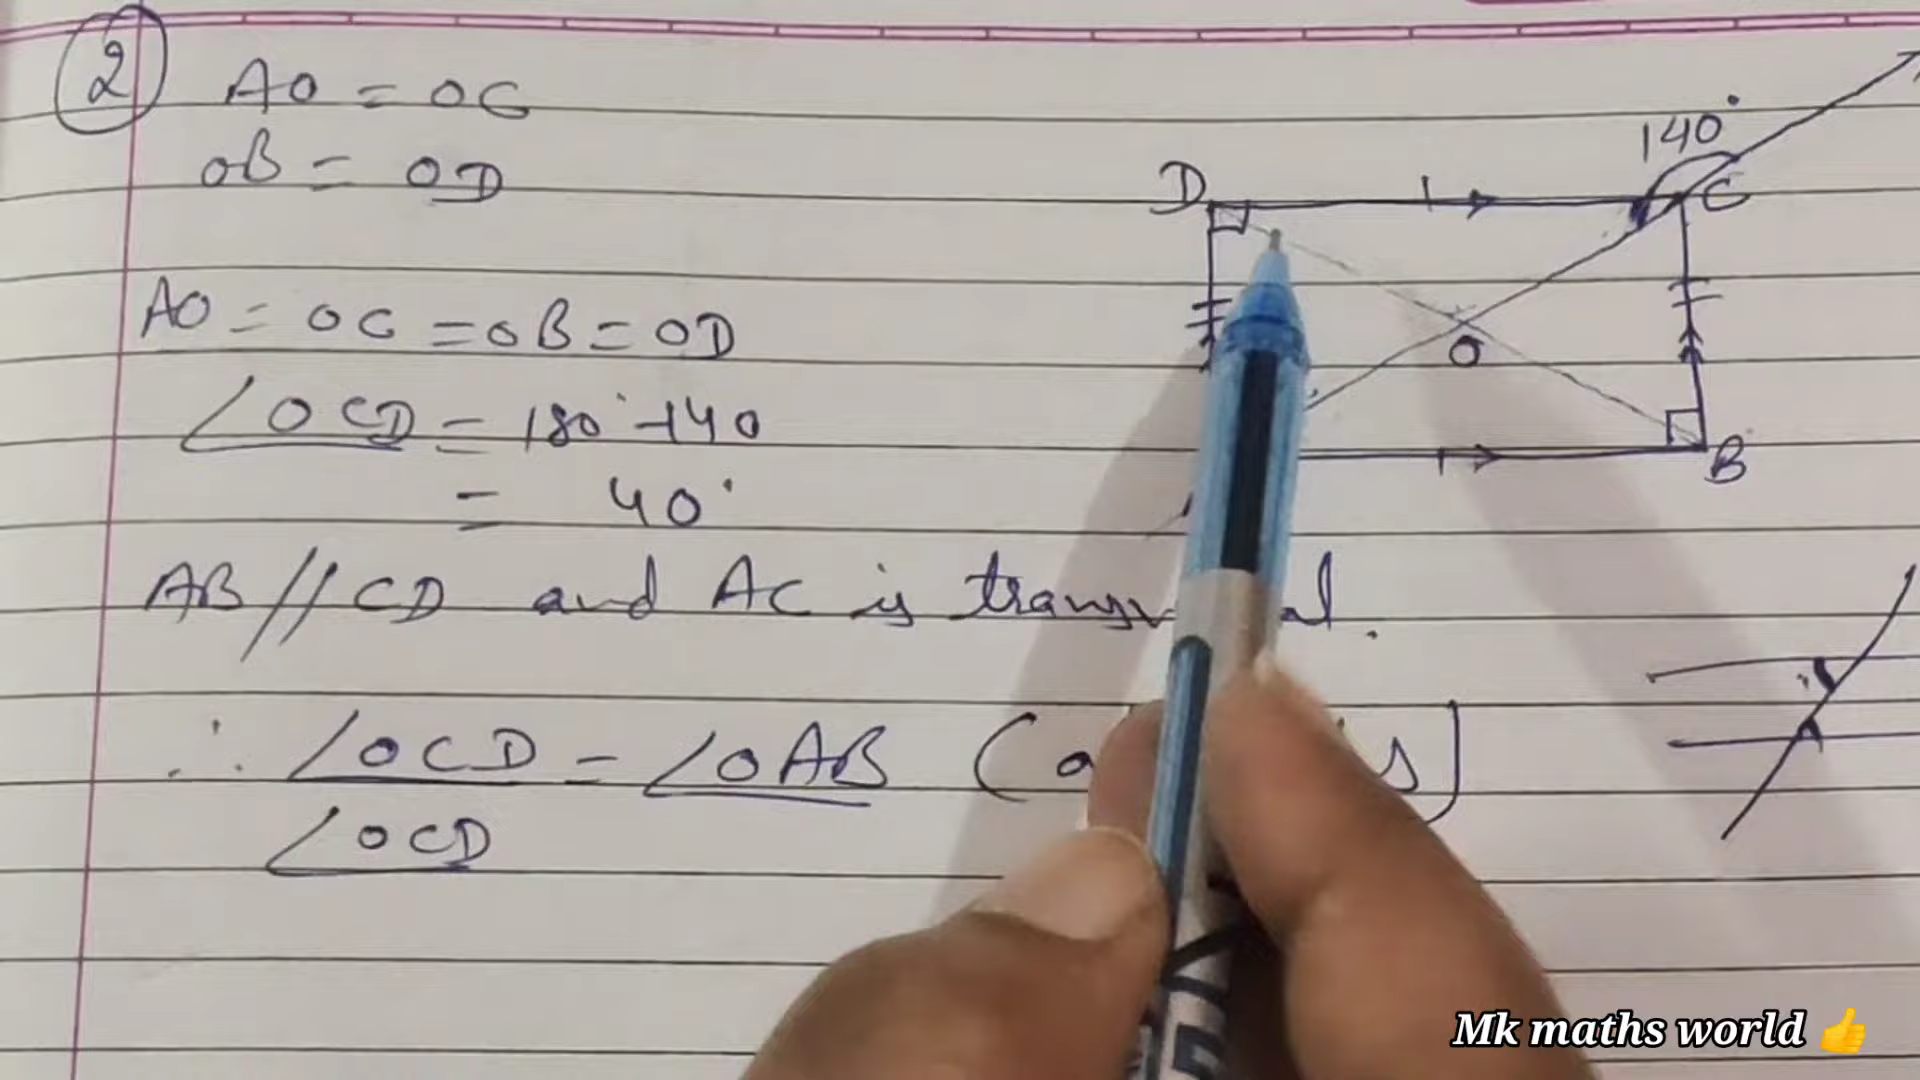 2 AO = OC
OB = OD
AO = OC = OB = OD
∠OCD = 180° - 140
= 40°
AB // CD and AC is
∴ ∠OCD = ∠OAB
∠OCD
140°
D
C
O
B
Mk maths world 👍